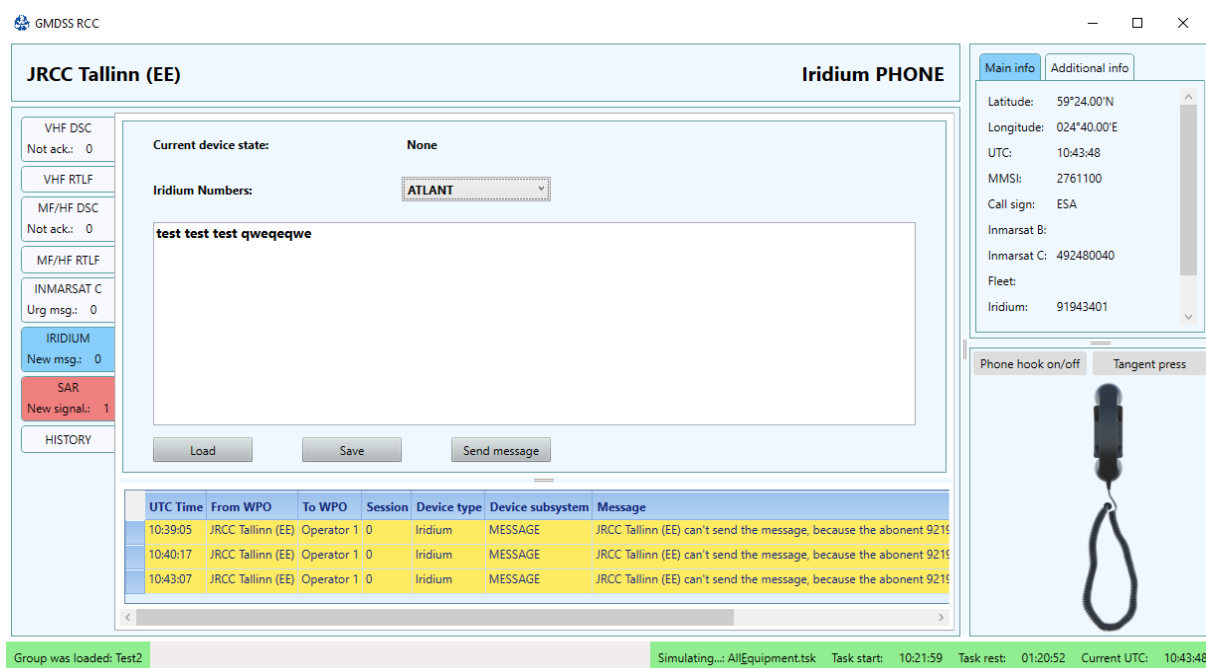 GMDSS RCC
JRCC Tallinn (EE)
Iridium PHONE
VHF DSC
Not ack.: 0
VHF RTLF
MF/HF DSC
Not ack.: 0
MF/HF RTLF
INMARSAT C
Urg msg.: 0
IRIDIUM
New msg.: 0
SAR
New signal.: 1
HISTORY
Current device state: None
Iridium Numbers: ATLANT
test test test qweqeqwe
Load Save Send message
UTC Time From WPO To WPO Session Device type Device subsystem Message
10:39:05 JRCC Tallinn (EE) Operator 1 0 Iridium MESSAGE JRCC Tallinn (EE) can't send the message, because the abonent 9219
10:40:17 JRCC Tallinn (EE) Operator 1 0 Iridium MESSAGE JRCC Tallinn (EE) can't send the message, because the abonent 9219
10:43:07 JRCC Tallinn (EE) Operator 1 0 Iridium MESSAGE JRCC Tallinn (EE) can't send the message, because the abonent 9219
Main info Additional info
Latitude: 59°24.00'N
Longitude: 024°40.00'E
UTC: 10:43:48
MMSI: 2761100
Call sign: ESA
Inmarsat B:
Inmarsat C: 492480040
Fleet:
Iridium: 91943401
Phone hook on/off Tangent press
Group was loaded: Test2
Simulating...: AllEquipment.tsk Task start: 10:21:59 Task rest: 01:20:52 Current UTC: 10:43:48